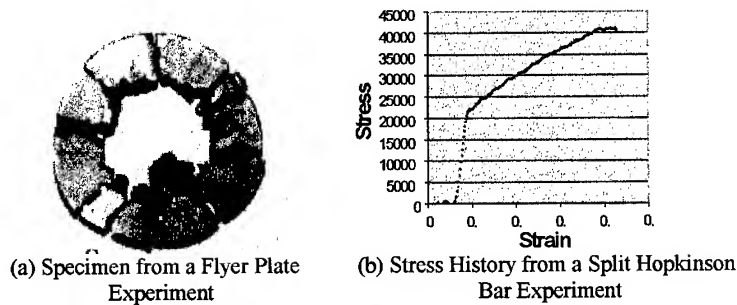 45000
40000
35000
30000
25000
20000
15000
10000
5000
0
Stress
0 0. 0. 0. 0. 0.
Strain
(a) Specimen from a Flyer Plate
Experiment
(b) Stress History from a Split Hopkinson
Bar Experiment